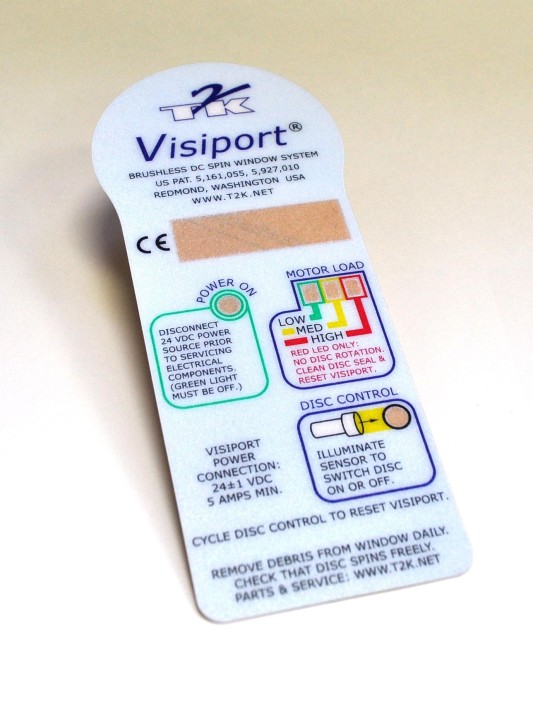 T2K
Visiport®
BRUSHLESS DC SPIN WINDOW SYSTEM
US PAT. 5,161,055, 5,927,010
REDMOND, WASHINGTON USA
WWW.T2K.NET
CE
POWER ON
DISCONNECT
24 VDC POWER
SOURCE PRIOR
TO SERVICING
ELECTRICAL
COMPONENTS.
(GREEN LIGHT
MUST BE OFF.)
MOTOR LOAD
LOW
MED
HIGH
RED LED ONLY:
NO DISC ROTATION.
CLEAN DISC SEAL &
RESET VISIPORT.
VISIPORT
POWER
CONNECTION:
24±1 VDC
5 AMPS MIN.
DISC CONTROL
ILLUMINATE
SENSOR TO
SWITCH DISC
ON OR OFF.
CYCLE DISC CONTROL TO RESET VISIPORT.
REMOVE DEBRIS FROM WINDOW DAILY.
CHECK THAT DISC SPINS FREELY.
PARTS & SERVICE: WWW.T2K.NET